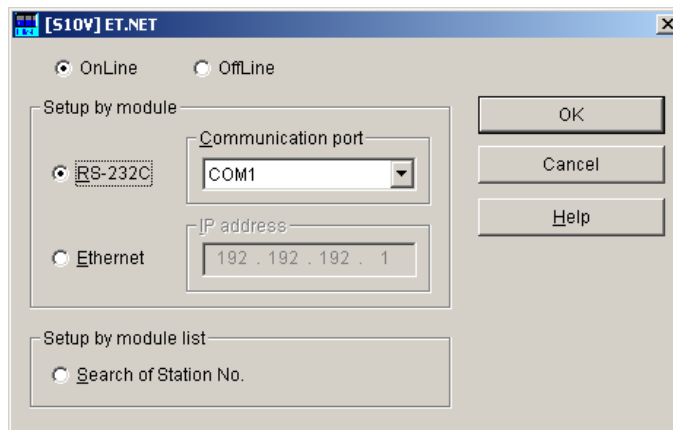 [S10V] ET.NET
OnLine OffLine
Setup by module
Communication port
RS-232C COM1
IP address
Ethernet 192 . 192 . 192 . 1
Setup by module list
Search of Station No.
OK
Cancel
Help